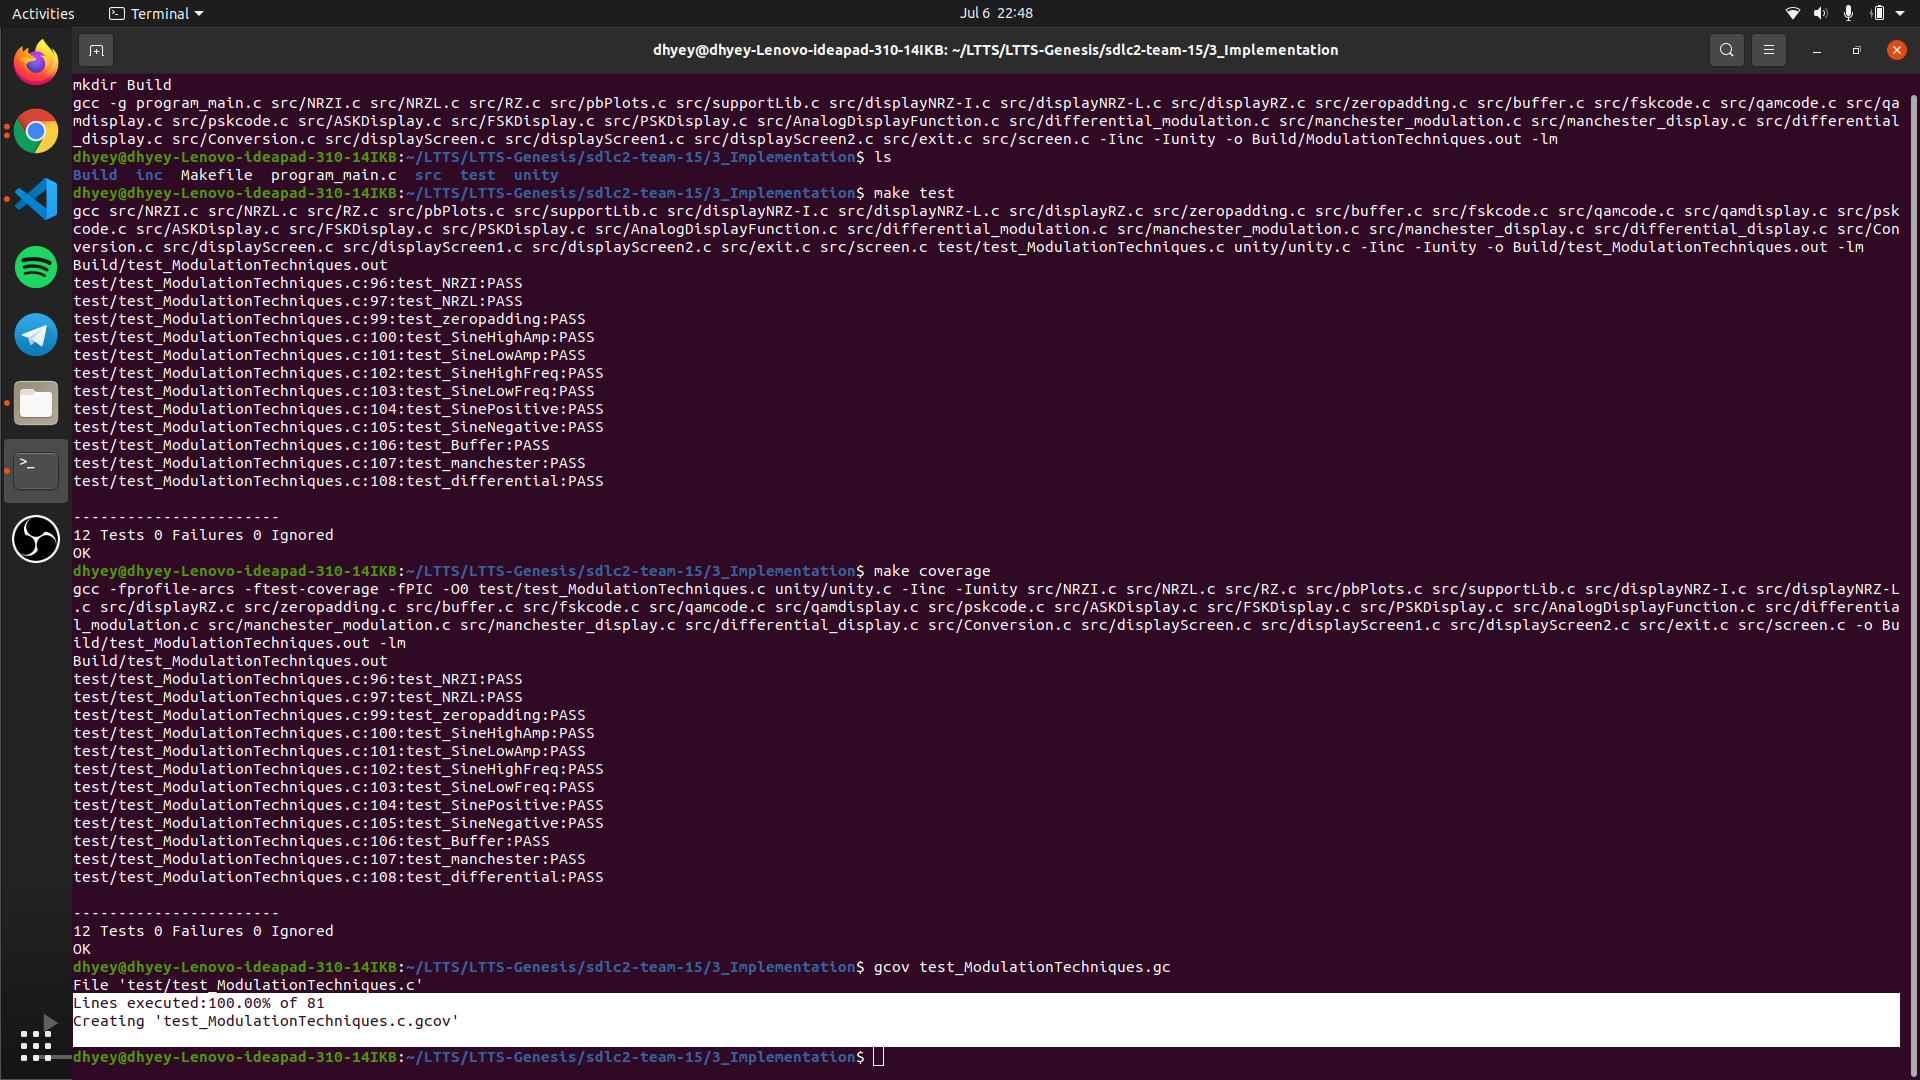 Activities
Terminal
Jul 6 22:48
dhyey@dhyey-Lenovo-ideapad-310-14IKB: ~/LTTS/LTTS-Genesis/sdlc2-team-15/3_Implementation
mkdir Build
gcc -g program_main.c src/NRZI.c src/NRZL.c src/RZ.c src/pbPlots.c src/supportLib.c src/displayNRZ-I.c src/displayNRZ-L.c src/displayRZ.c src/zeropadding.c src/buffer.c src/fskcode.c src/qamcode.c src/qa
mdisplay.c src/pskcode.c src/ASKDisplay.c src/FSKDisplay.c src/PSKDisplay.c src/AnalogDisplayFunction.c src/differential_modulation.c src/manchester_modulation.c src/manchester_display.c src/differential
_display.c src/Conversion.c src/displayScreen.c src/displayScreen1.c src/displayScreen2.c src/exit.c src/screen.c -Iinc -Iunity -o Build/ModulationTechniques.out -lm
dhyey@dhyey-Lenovo-ideapad-310-14IKB:~/LTTS/LTTS-Genesis/sdlc2-team-15/3_Implementation$ ls
Build inc Makefile program_main.c src test unity
dhyey@dhyey-Lenovo-ideapad-310-14IKB:~/LTTS/LTTS-Genesis/sdlc2-team-15/3_Implementation$ make test
gcc src/NRZI.c src/NRZL.c src/RZ.c src/pbPlots.c src/supportLib.c src/displayNRZ-I.c src/displayNRZ-L.c src/displayRZ.c src/zeropadding.c src/buffer.c src/fskcode.c src/qamcode.c src/qamdisplay.c src/psk
code.c src/ASKDisplay.c src/FSKDisplay.c src/PSKDisplay.c src/AnalogDisplayFunction.c src/differential_modulation.c src/manchester_modulation.c src/manchester_display.c src/differential_display.c src/Con
version.c src/displayScreen.c src/displayScreen1.c src/displayScreen2.c src/exit.c src/screen.c test/test_ModulationTechniques.c unity/unity.c -Iinc -Iunity -o Build/test_ModulationTechniques.out -lm
Build/test_ModulationTechniques.out
test/test_ModulationTechniques.c:96:test_NRZI:PASS
test/test_ModulationTechniques.c:97:test_NRZL:PASS
test/test_ModulationTechniques.c:99:test_zeropadding:PASS
test/test_ModulationTechniques.c:100:test_SineHighAmp:PASS
test/test_ModulationTechniques.c:101:test_SineLowAmp:PASS
test/test_ModulationTechniques.c:102:test_SineHighFreq:PASS
test/test_ModulationTechniques.c:103:test_SineLowFreq:PASS
test/test_ModulationTechniques.c:104:test_SinePositive:PASS
test/test_ModulationTechniques.c:105:test_SineNegative:PASS
test/test_ModulationTechniques.c:106:test_Buffer:PASS
test/test_ModulationTechniques.c:107:test_manchester:PASS
test/test_ModulationTechniques.c:108:test_differential:PASS
-----------------------
12 Tests 0 Failures 0 Ignored
OK
dhyey@dhyey-Lenovo-ideapad-310-14IKB:~/LTTS/LTTS-Genesis/sdlc2-team-15/3_Implementation$ make coverage
gcc -fprofile-arcs -ftest-coverage -fPIC -O0 test/test_ModulationTechniques.c unity/unity.c -Iinc -Iunity src/NRZI.c src/NRZL.c src/RZ.c src/pbPlots.c src/supportLib.c src/displayNRZ-I.c src/displayNRZ-L
.c src/displayRZ.c src/zeropadding.c src/buffer.c src/fskcode.c src/qamcode.c src/qamdisplay.c src/pskcode.c src/ASKDisplay.c src/FSKDisplay.c src/PSKDisplay.c src/AnalogDisplayFunction.c src/differentia
l_modulation.c src/manchester_modulation.c src/manchester_display.c src/differential_display.c src/Conversion.c src/displayScreen.c src/displayScreen1.c src/displayScreen2.c src/exit.c src/screen.c -o Bu
ild/test_ModulationTechniques.out -lm
Build/test_ModulationTechniques.out
test/test_ModulationTechniques.c:96:test_NRZI:PASS
test/test_ModulationTechniques.c:97:test_NRZL:PASS
test/test_ModulationTechniques.c:99:test_zeropadding:PASS
test/test_ModulationTechniques.c:100:test_SineHighAmp:PASS
test/test_ModulationTechniques.c:101:test_SineLowAmp:PASS
test/test_ModulationTechniques.c:102:test_SineHighFreq:PASS
test/test_ModulationTechniques.c:103:test_SineLowFreq:PASS
test/test_ModulationTechniques.c:104:test_SinePositive:PASS
test/test_ModulationTechniques.c:105:test_SineNegative:PASS
test/test_ModulationTechniques.c:106:test_Buffer:PASS
test/test_ModulationTechniques.c:107:test_manchester:PASS
test/test_ModulationTechniques.c:108:test_differential:PASS
-----------------------
12 Tests 0 Failures 0 Ignored
OK
dhyey@dhyey-Lenovo-ideapad-310-14IKB:~/LTTS/LTTS-Genesis/sdlc2-team-15/3_Implementation$ gcov test_ModulationTechniques.gc
File 'test/test_ModulationTechniques.c'
Lines executed:100.00% of 81
Creating 'test_ModulationTechniques.c.gcov'
dhyey@dhyey-Lenovo-ideapad-310-14IKB:~/LTTS/LTTS-Genesis/sdlc2-team-15/3_Implementation$